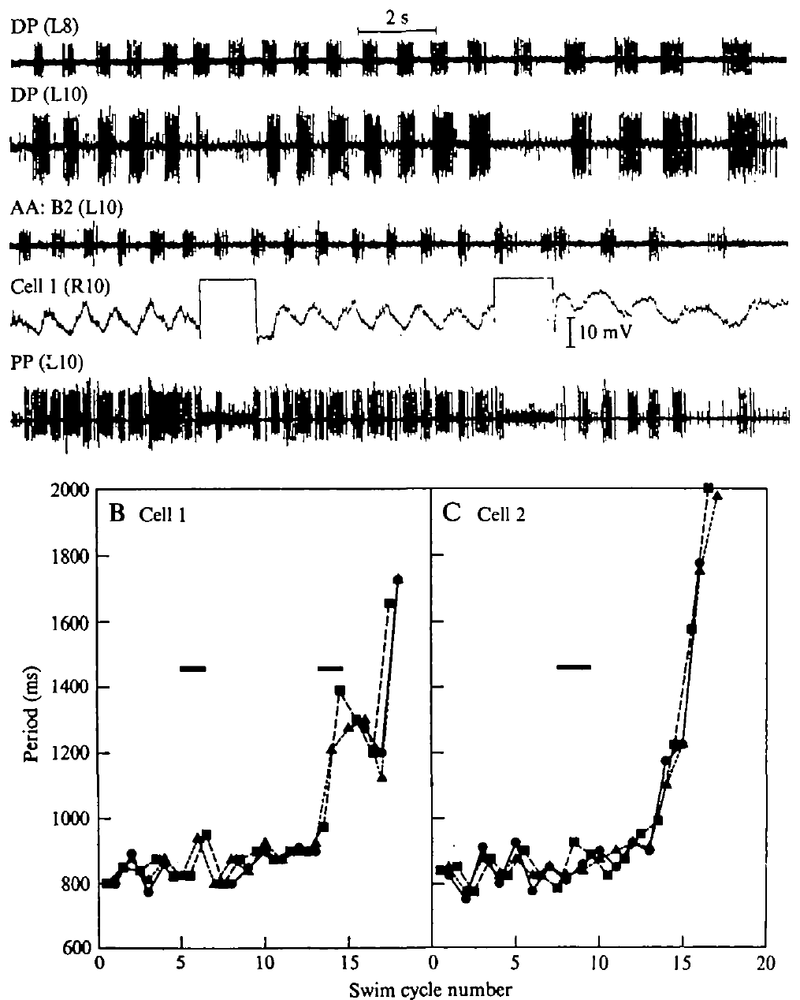 DP (L8)
2 s
DP (L10)
AA: B2 (L10)
Cell 1 (R10)
10 mV
PP (L10)
B Cell 1
C Cell 2
2000
1800
1600
1400
1200
1000
800
600
Period (ms)
0 5 10 15 0 5 10 15 20
Swim cycle number